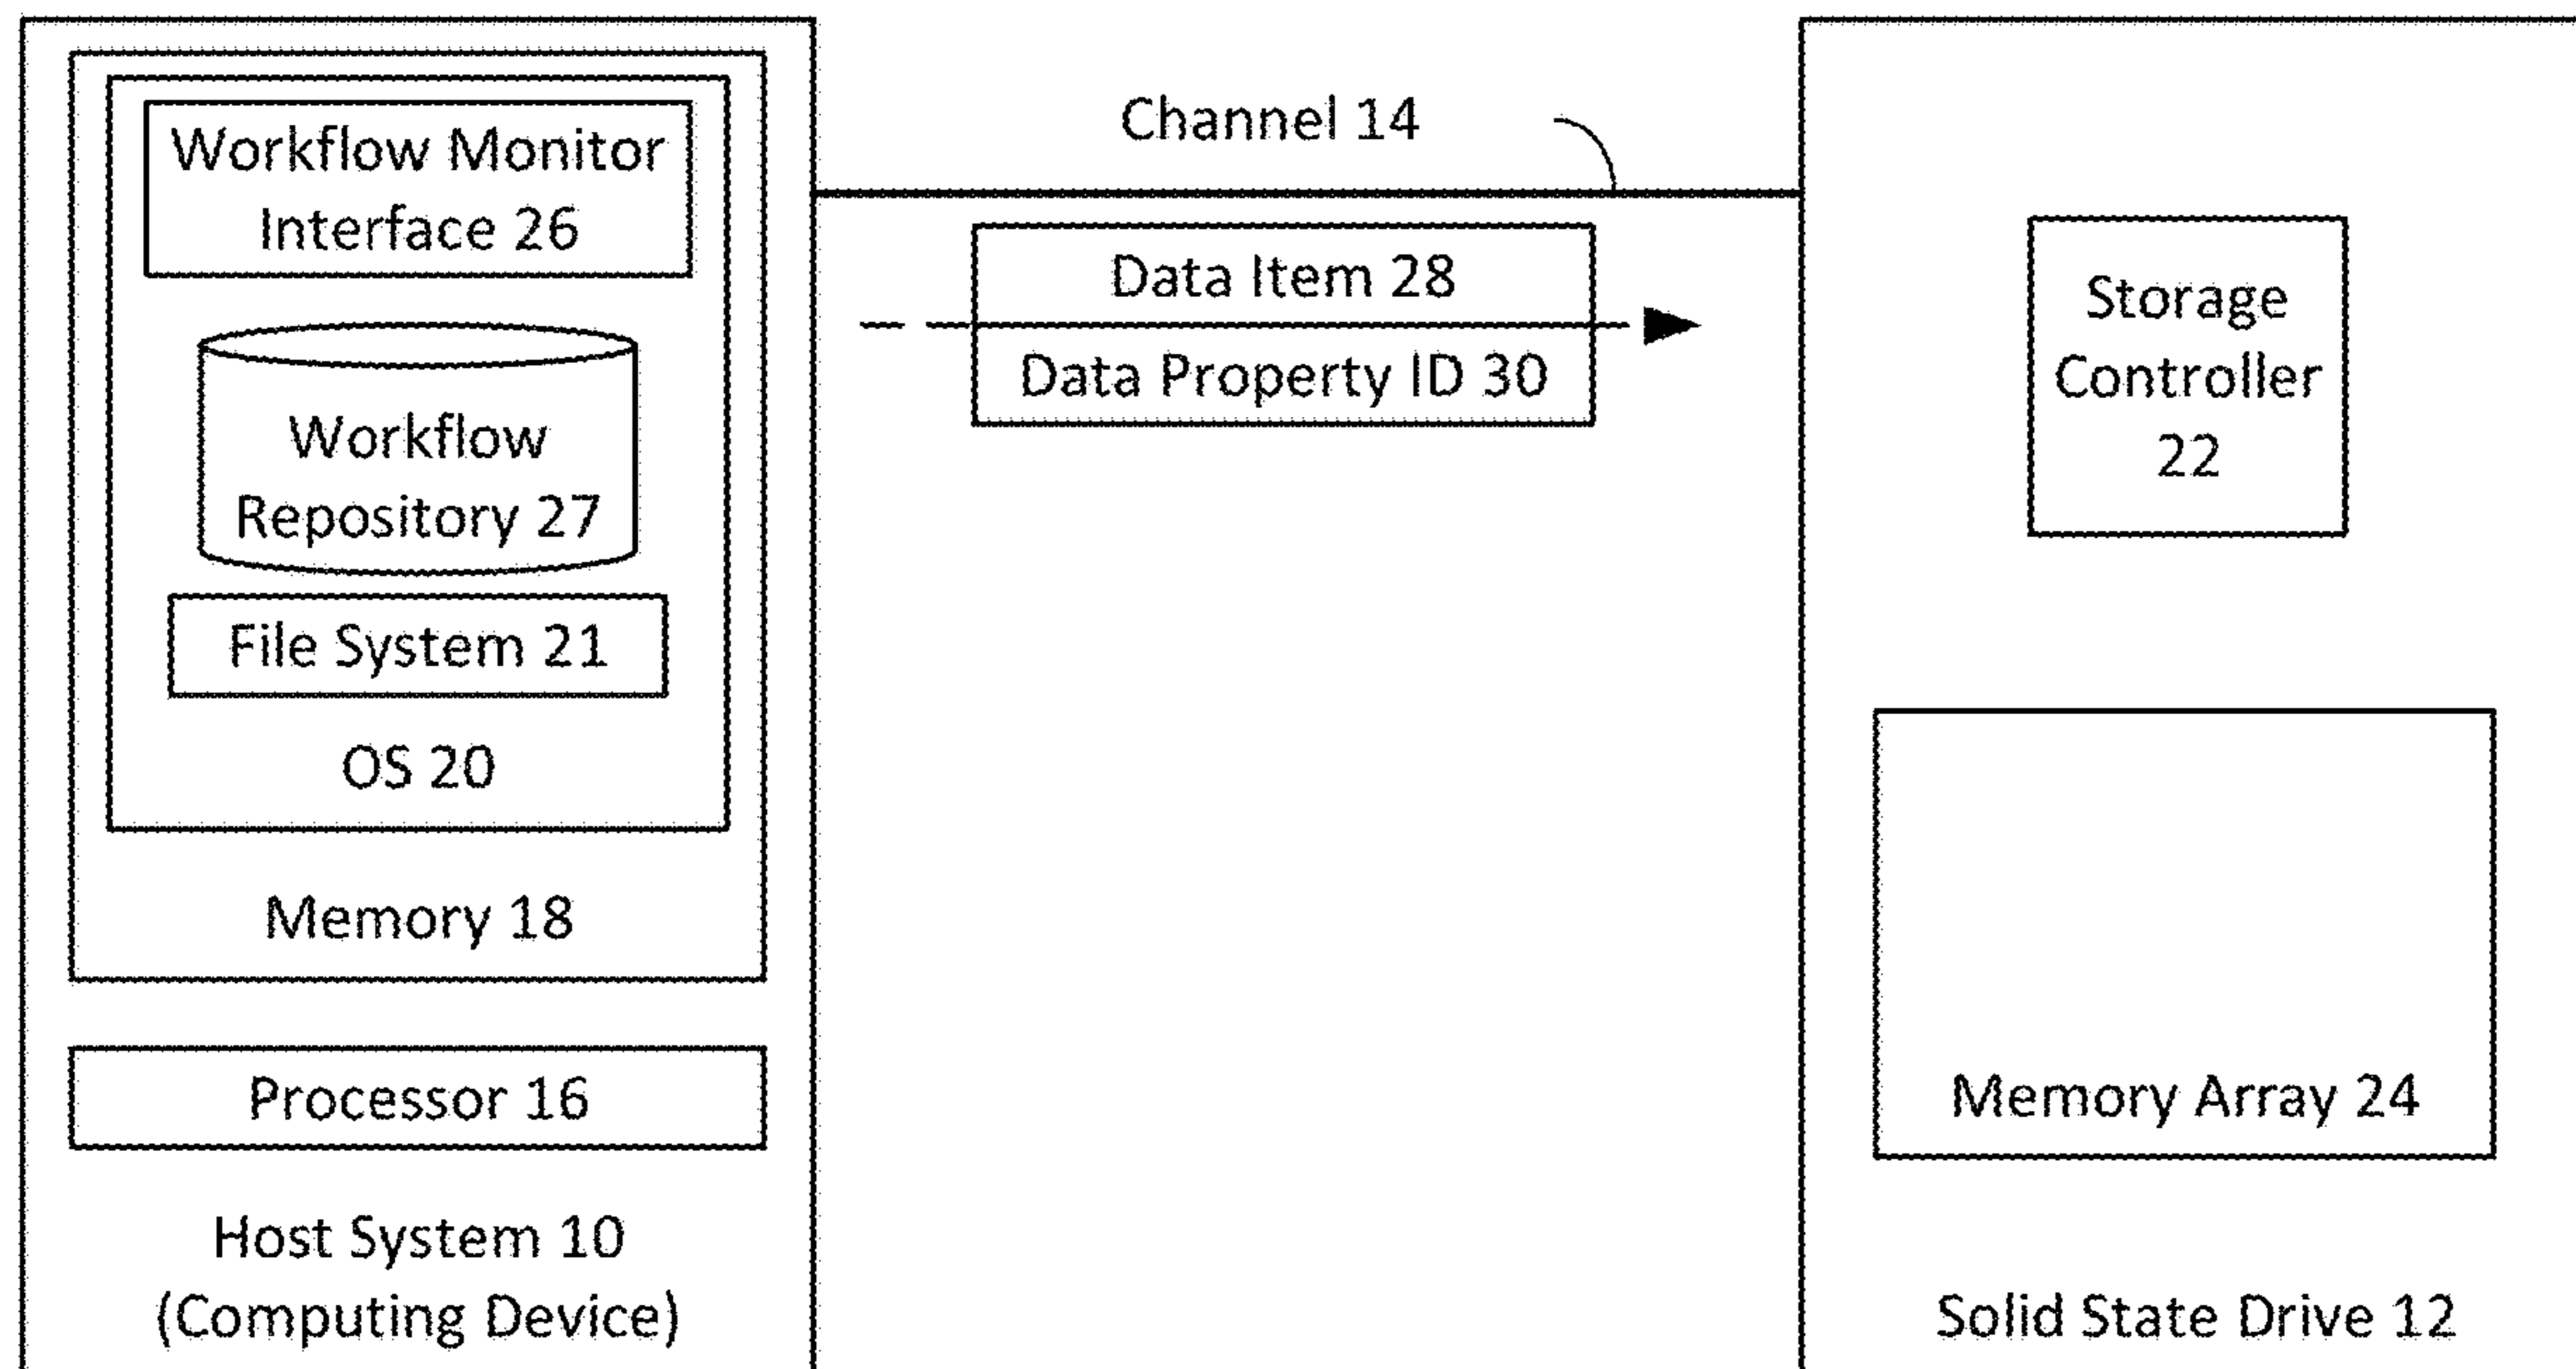 Workflow Monitor
Interface 26
Workflow
Repository 27
File System 21
OS 20
Memory 18
Processor 16
Host System 10
(Computing Device)
Channel 14
Data Item 28
Data Property ID 30
Storage
Controller
22
Memory Array 24
Solid State Drive 12